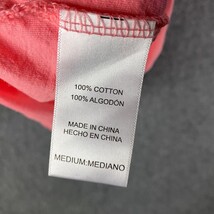 100% COTTON
100% ALGODÓN
MADE IN CHINA
HECHO EN CHINA
MEDIUM:MEDIANO